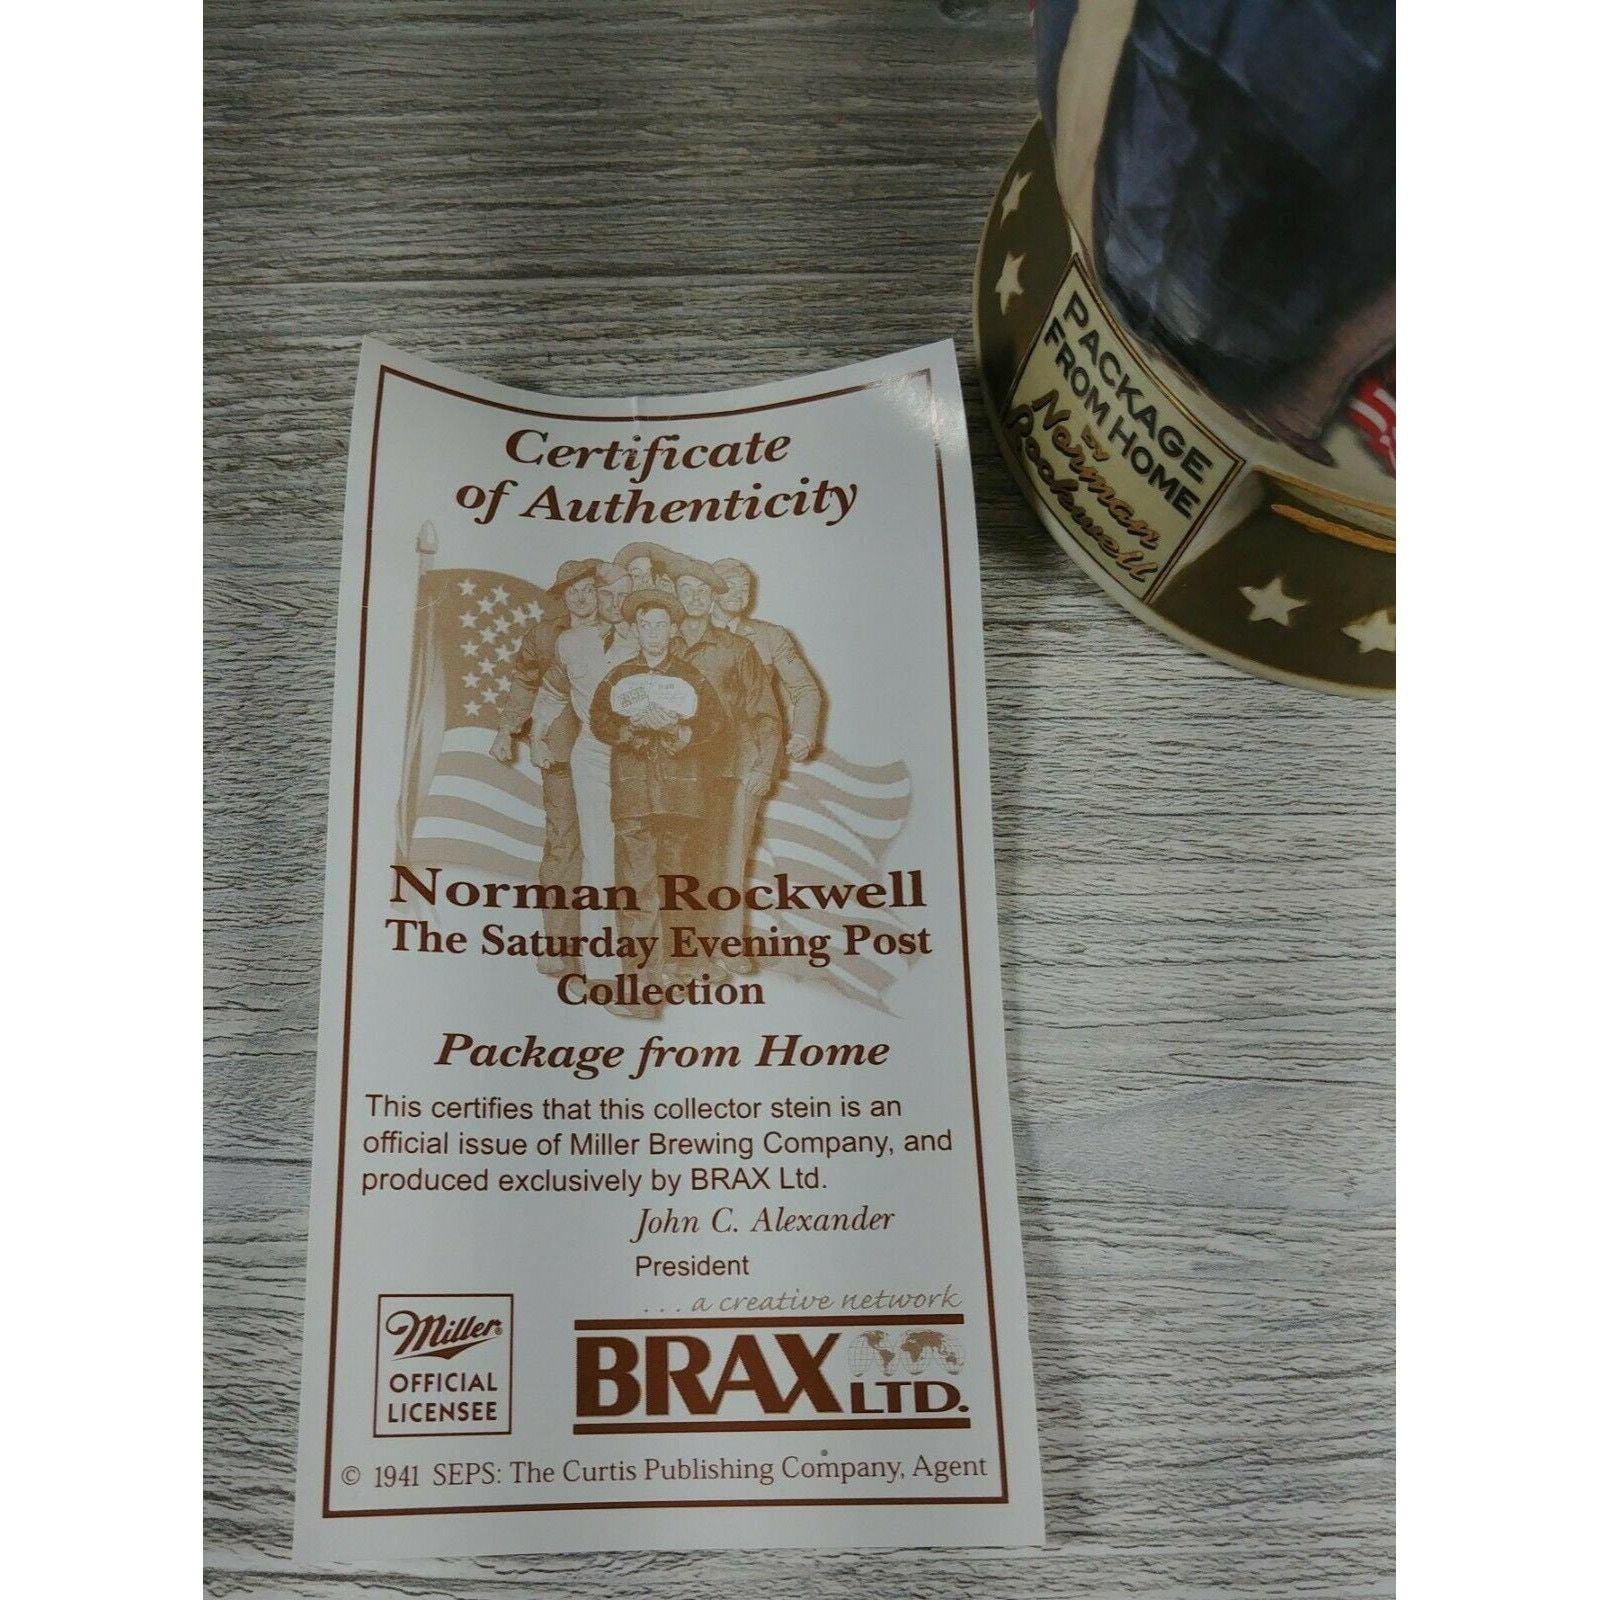 Certificate
of Authenticity
Norman Rockwell
The Saturday Evening Post
Collection
Package from Home
This certifies that this collector stein is an
official issue of Miller Brewing Company, and
produced exclusively by BRAX Ltd.
John C. Alexander
President
... a creative network
BRAX LTD.
Miller®
OFFICIAL
LICENSEE
© 1941 SEPS: The Curtis Publishing Company, Agent
PACKAGE
FROM HOME
BY
Norman
Rockwell